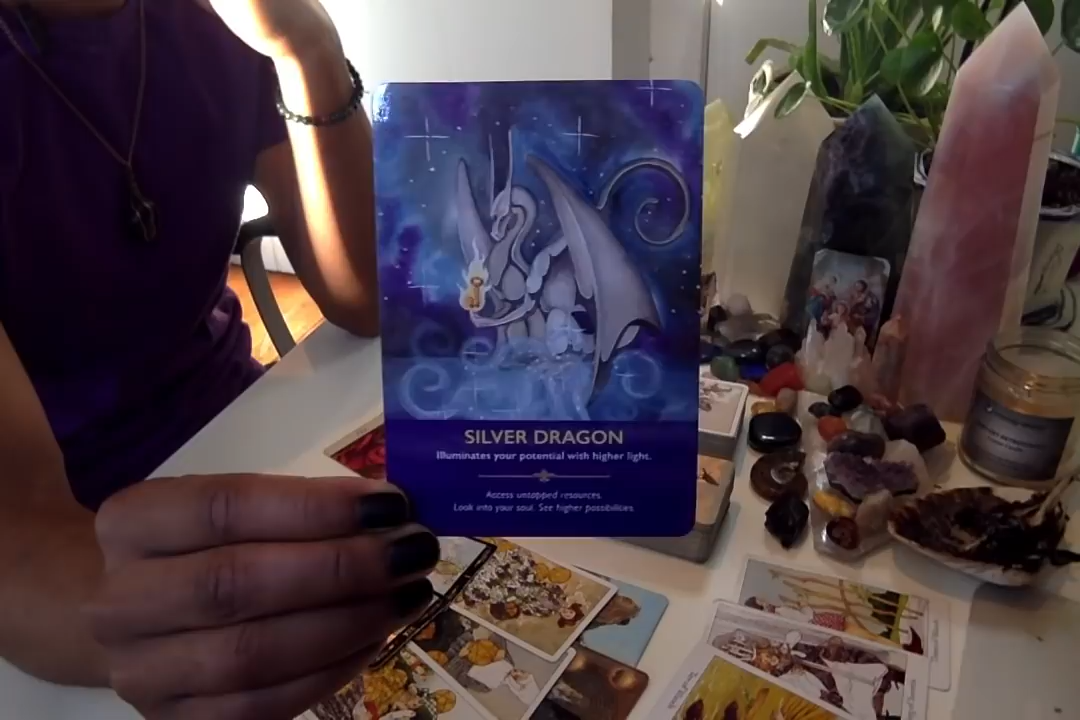 SILVER DRAGON
Illuminates your potential with higher light.
Access untapped resources.
Look into your soul. See higher possibilities.